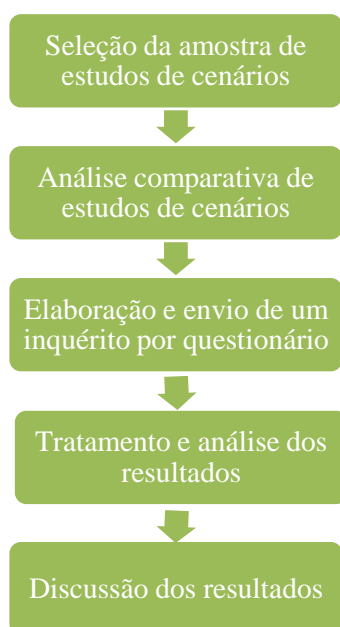 Seleção da amostra de
estudos de cenários
Análise comparativa de
estudos de cenários
Elaboração e envio de um
inquérito por questionário
Tratamento e análise dos
resultados
Discussão dos resultados